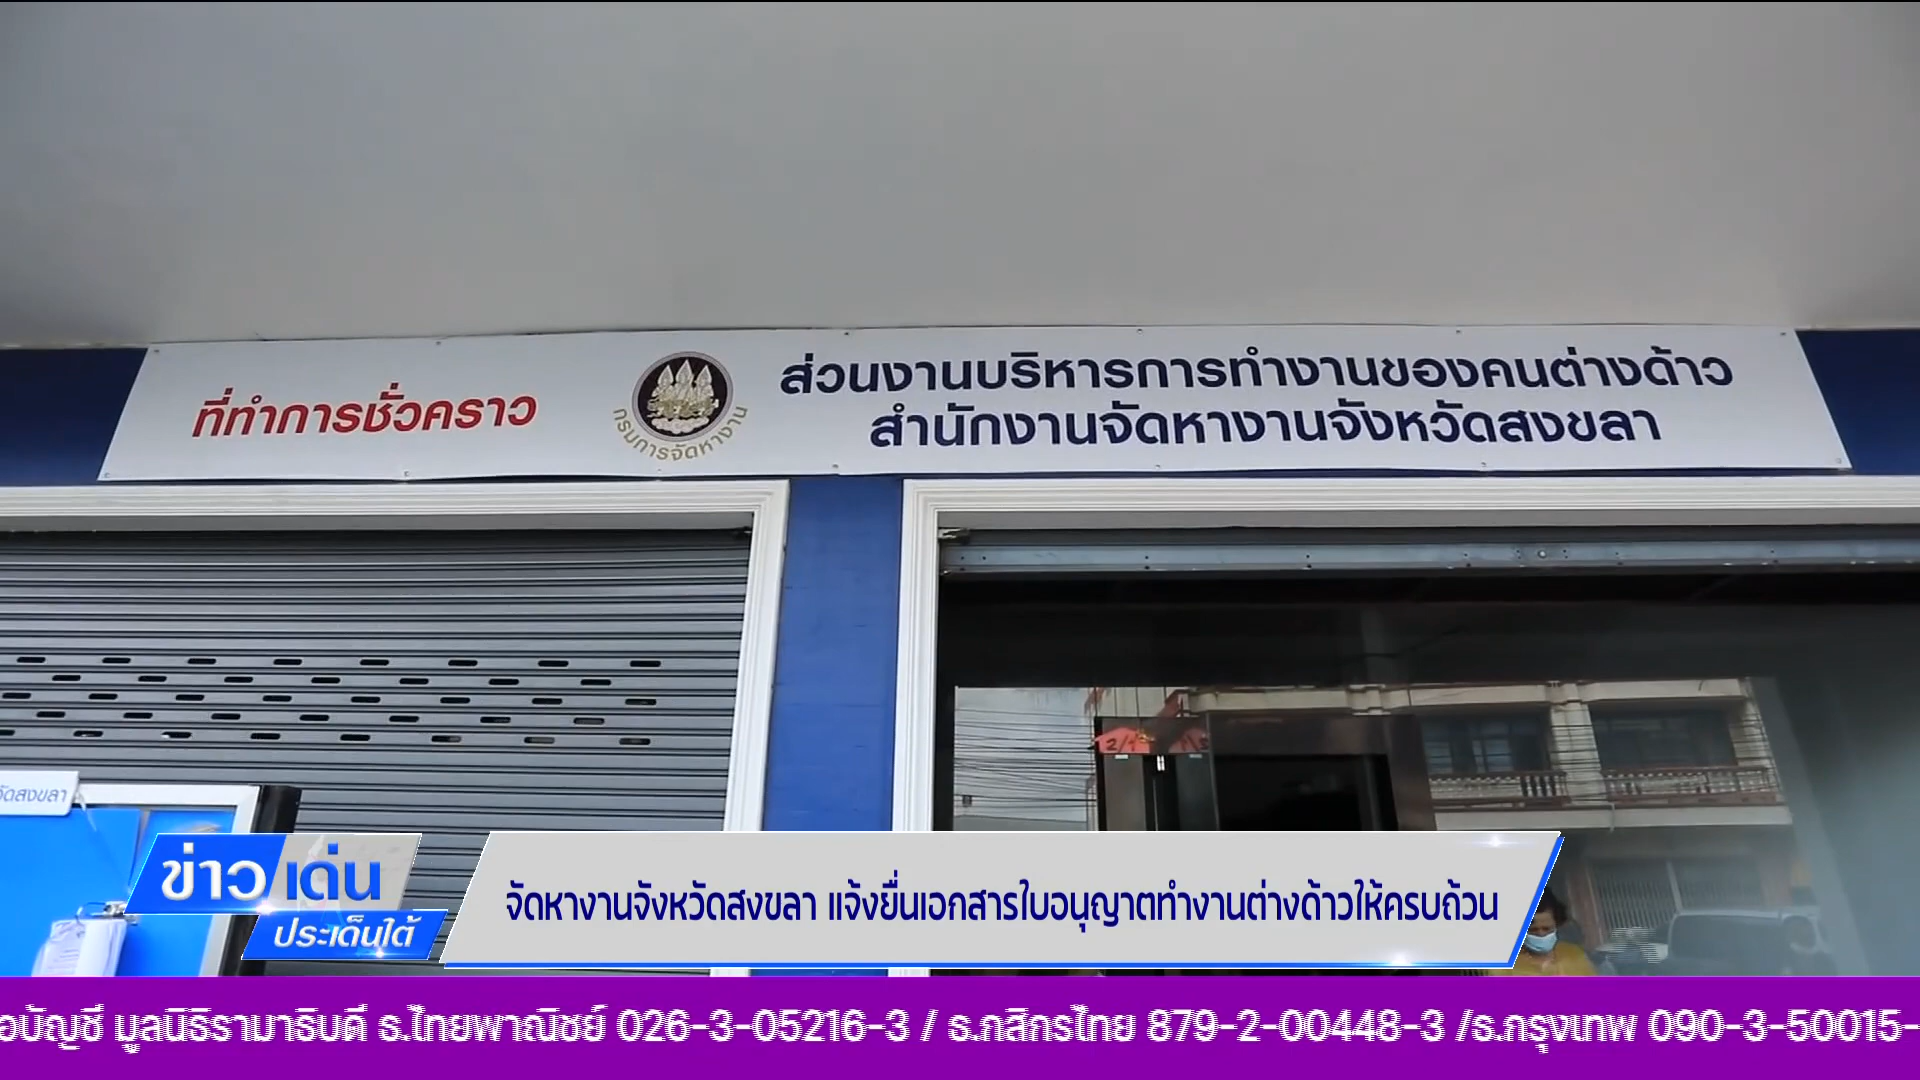 ที่ทำการชั่วคราว
กรมการจัดหางาน
ส่วนงานบริหารการทำงานของคนต่างด้าว
สำนักงานจัดหางานจังหวัดสงขลา
ัดสงขลา
ข่าวเด่น
ประเด็นใต้
จัดหางานจังหวัดสงขลา แจ้งยื่นเอกสารใบอนุญาตทำงานต่างด้าวให้ครบถ้วน
อบัญชี มูลนิธิรามาธิบดี ธ.ไทยพาณิชย์ 026-3-05216-3 / ธ.กสิกรไทย 879-2-00448-3 /ธ.กรุงเทพ 090-3-50015-